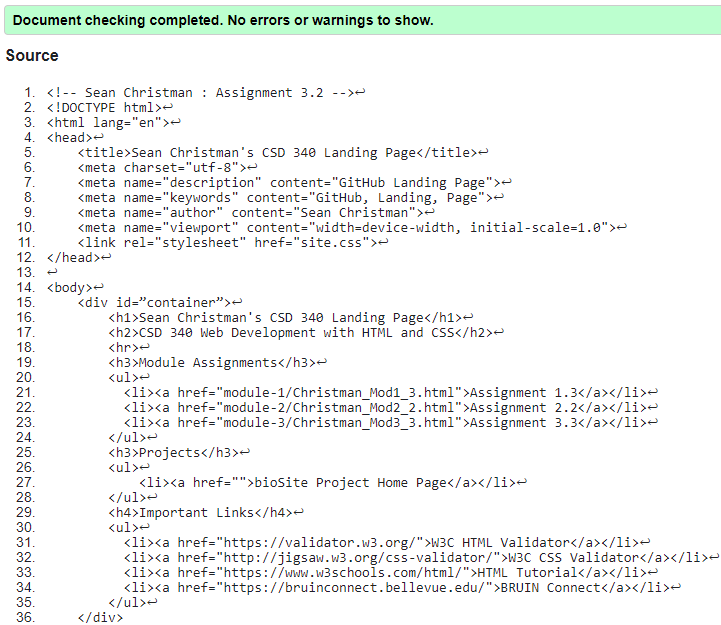 Document checking completed. No errors or warnings to show.
Source
1. <!-- Sean Christman : Assignment 3.2 -->↩
2. <!DOCTYPE html>↩
3. <html lang="en">↩
4. <head>↩
5.     <title>Sean Christman's CSD 340 Landing Page</title>↩
6.     <meta charset="utf-8">↩
7.     <meta name="description" content="GitHub Landing Page">↩
8.     <meta name="keywords" content="GitHub, Landing, Page">↩
9.     <meta name="author" content="Sean Christman">↩
10.     <meta name="viewport" content="width=device-width, initial-scale=1.0">↩
11.     <link rel="stylesheet" href="site.css">↩
12. </head>↩
13. ↩
14. <body>↩
15.     <div id=”container”>↩
16.         <h1>Sean Christman's CSD 340 Landing Page</h1>↩
17.         <h2>CSD 340 Web Development with HTML and CSS</h2>↩
18.         <hr>↩
19.         <h3>Module Assignments</h3>↩
20.         <ul>↩
21.           <li><a href="module-1/Christman_Mod1_3.html">Assignment 1.3</a></li>↩
22.           <li><a href="module-2/Christman_Mod2_2.html">Assignment 2.2</a></li>↩
23.           <li><a href="module-3/Christman_Mod3_3.html">Assignment 3.3</a></li>↩
24.         </ul>↩
25.         <h3>Projects</h3>↩
26.         <ul>↩
27.             <li><a href="">bioSite Project Home Page</a></li>↩
28.         </ul>↩
29.         <h4>Important Links</h4>↩
30.         <ul>↩
31.           <li><a href="https://validator.w3.org/">W3C HTML Validator</a></li>↩
32.           <li><a href="http://jigsaw.w3.org/css-validator/">W3C CSS Validator</a></li>↩
33.           <li><a href="https://www.w3schools.com/html/">HTML Tutorial</a></li>↩
34.           <li><a href="https://bruinconnect.bellevue.edu/">BRUIN Connect</a></li>↩
35.         </ul>↩
36.     </div>